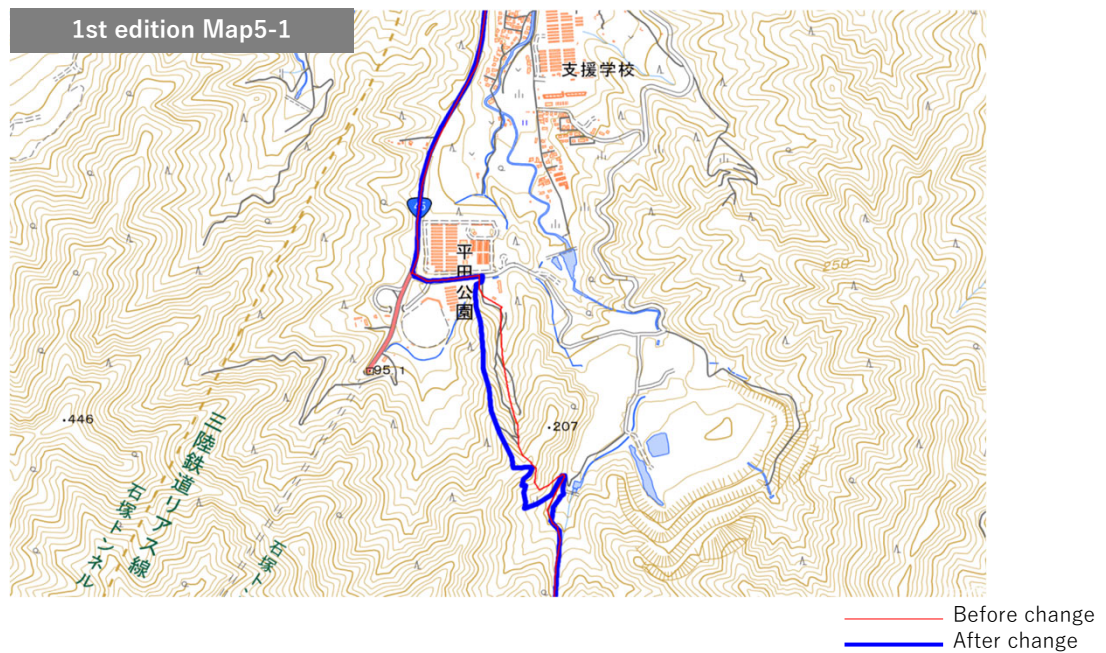 1st edition Map5-1
支援学校
45
平田公園
250
95.1
・446
・207
三陸鉄道リアス線
石塚トンネル
石塚ト
Before change
After change